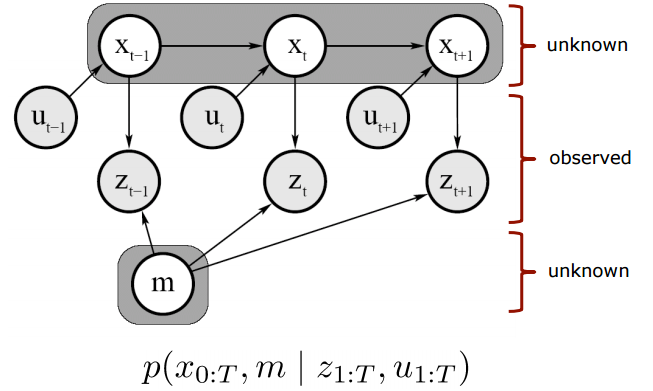 x_{t−1} x_t x_{t+1} unknown
u_{t−1} u_t u_{t+1}
observed
z_{t−1} z_t z_{t+1}
m unknown
p(x_{0:T}, m | z_{1:T}, u_{1:T})